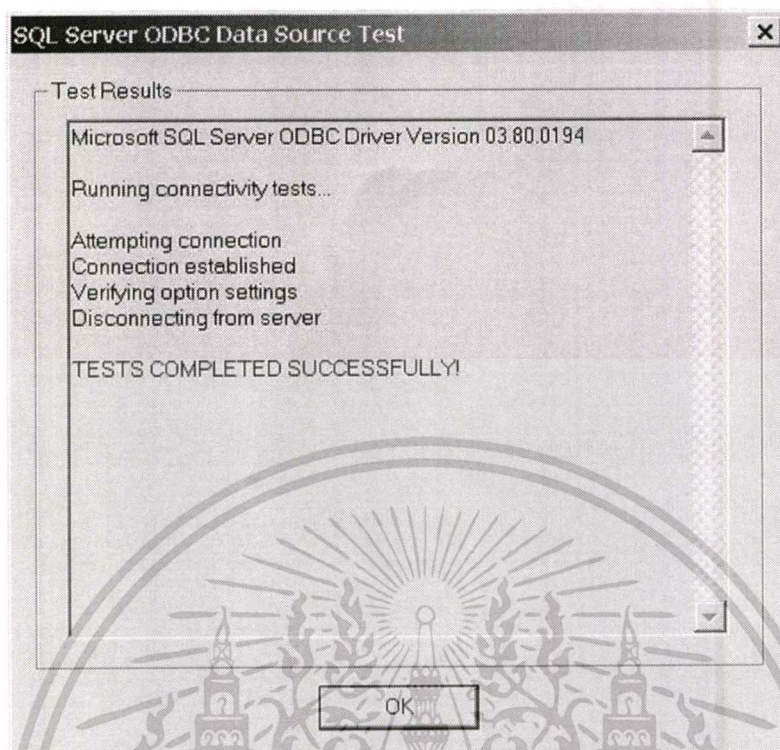 SQL Server ODBC Data Source Test
Test Results
Microsoft SQL Server ODBC Driver Version 03.80.0194
Running connectivity tests...
Attempting connection
Connection established
Verifying option settings
Disconnecting from server
TESTS COMPLETED SUCCESSFULLY!
OK